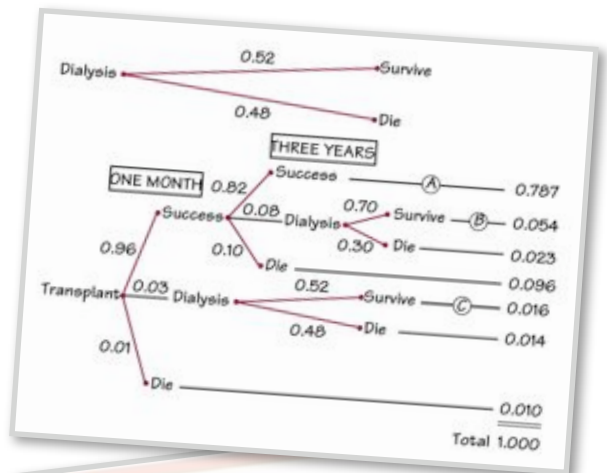 0.52
Dialysis Survive
0.48
Die
THREE YEARS
ONE MONTH 0.82 Success A 0.787
Success 0.08 Dialysis 0.70 Survive B 0.054
0.96 0.10 0.30 Die 0.023
Die 0.096
Transplant 0.03 Dialysis 0.52 Survive C 0.016
0.48 Die 0.014
0.01
Die 0.010
Total 1.000